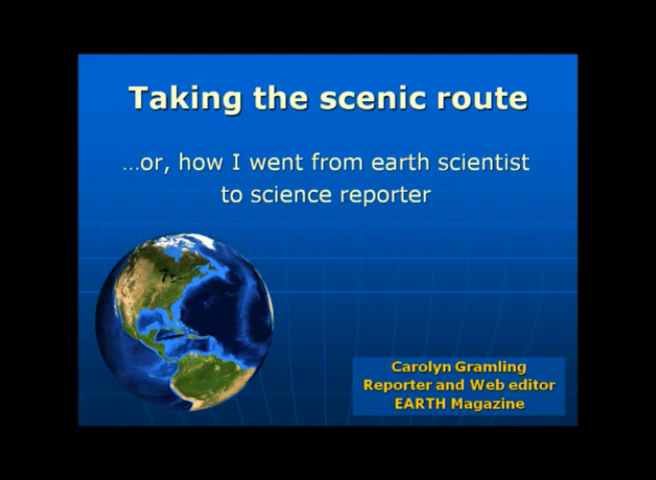 Taking the scenic route
...or, how I went from earth scientist
to science reporter
Carolyn Gramling
Reporter and Web editor
EARTH Magazine